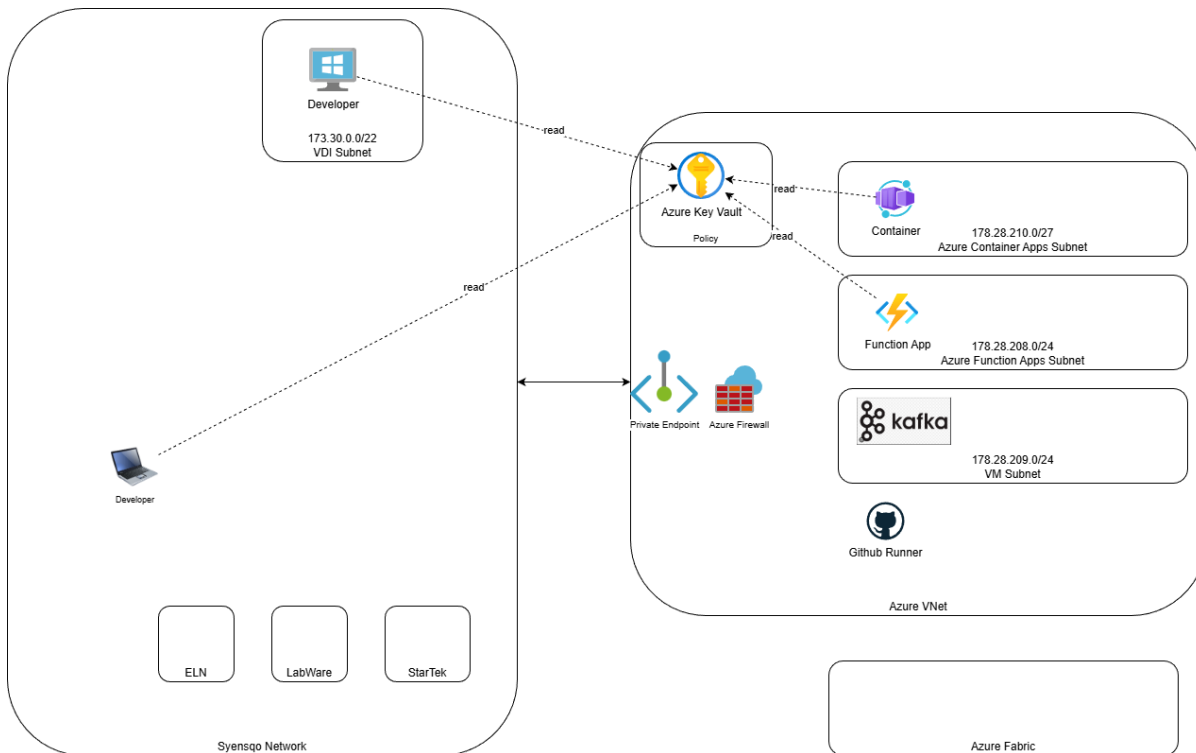 Developer
173.30.0.0/22
VDI Subnet
read
Azure Key Vault
Policy
read
Container
178.28.210.0/27
Azure Container Apps Subnet
read
read
Function App
178.28.208.0/24
Azure Function Apps Subnet
Private Endpoint
Azure Firewall
kafka
178.28.209.0/24
VM Subnet
Developer
Github Runner
Azure VNet
ELN
LabWare
StarTek
Syensqo Network
Azure Fabric